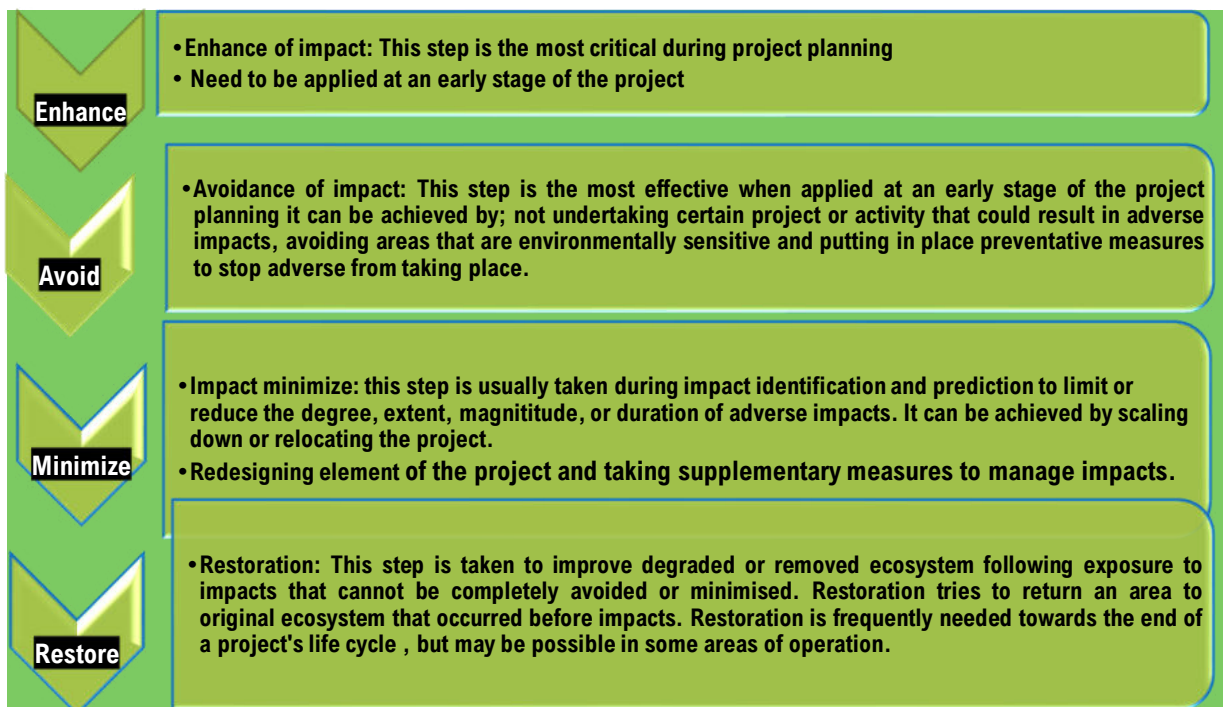 •Enhance of impact: This step is the most critical during project planning
• Need to be applied at an early stage of the project
Enhance
•Avoidance of impact: This step is the most effective when applied at an early stage of the project
planning it can be achieved by; not undertaking certain project or activity that could result in adverse
impacts, avoiding areas that are environmentally sensitive and putting in place preventative measures
to stop adverse from taking place.
Avoid
•Impact minimize: this step is usually taken during impact identification and prediction to limit or
reduce the degree, extent, magnititude, or duration of adverse impacts. It can be achieved by scaling
down or relocating the project.
•Redesigning element of the project and taking supplementary measures to manage impacts.
Minimize
•Restoration: This step is taken to improve degraded or removed ecosystem following exposure to
impacts that cannot be completely avoided or minimised. Restoration tries to return an area to
original ecosystem that occurred before impacts. Restoration is frequently needed towards the end of
a project's life cycle , but may be possible in some areas of operation.
Restore